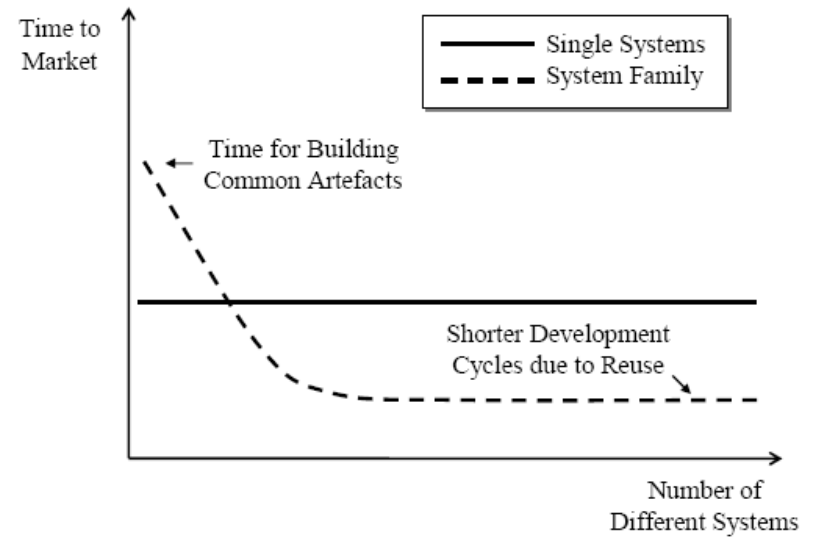 Time to
Market
Single Systems
System Family
Time for Building
Common Artefacts
Shorter Development
Cycles due to Reuse
Number of
Different Systems